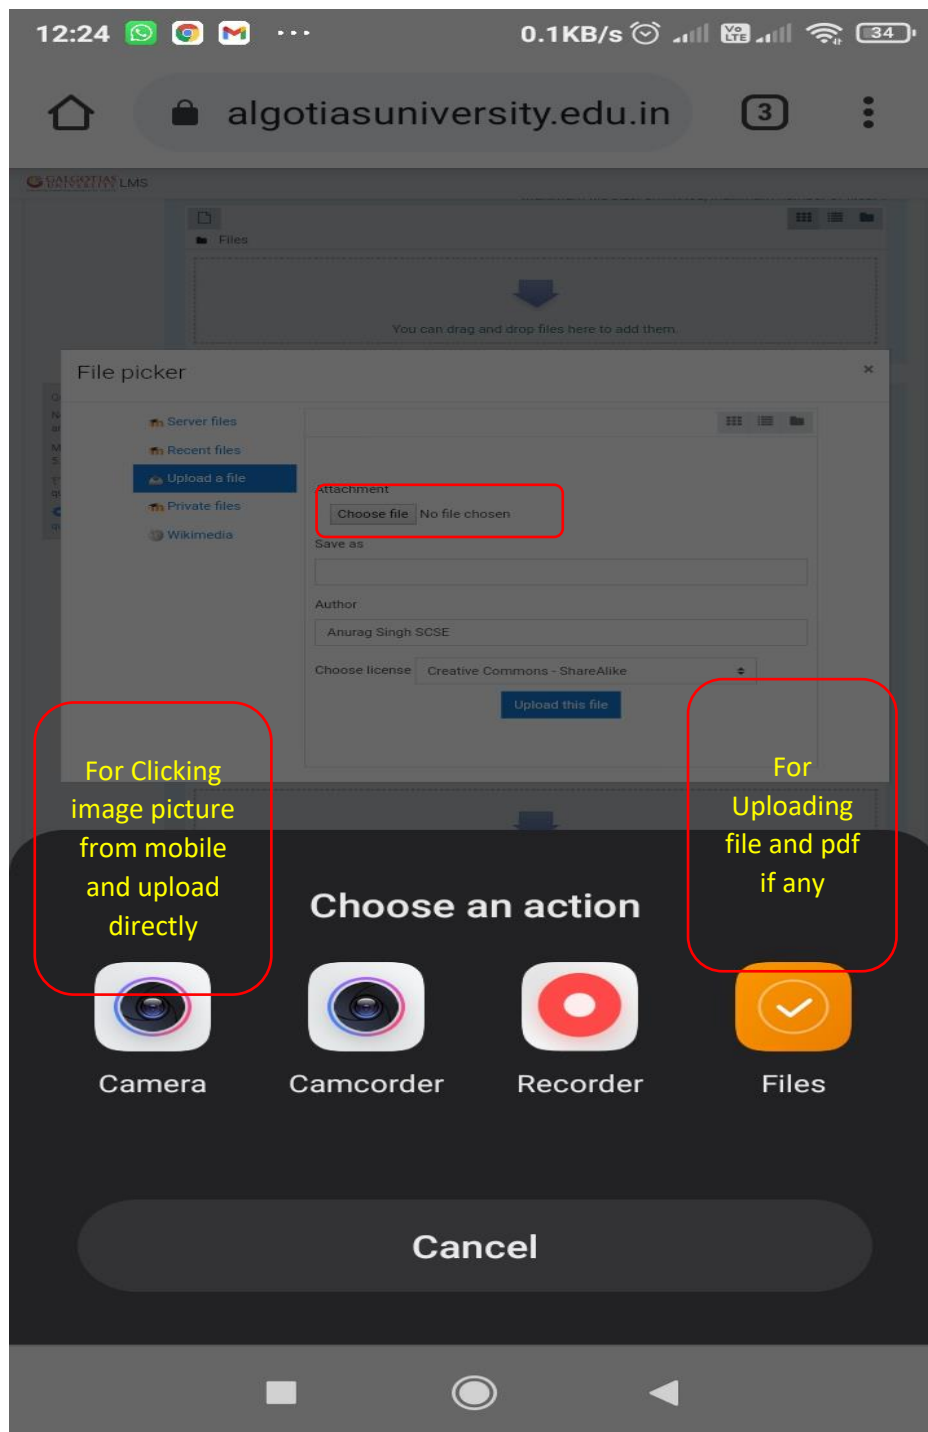 12:24 ... 0.1KB/s VoLTE 34
algotiasuniversity.edu.in 3
GALGOTIAS UNIVERSITY LMS
Files
You can drag and drop files here to add them.
File picker ×
Server files
Recent files
Upload a file
Private files
Wikimedia
Attachment
Choose file No file chosen
Save as
Author
Anurag Singh SCSE
Choose license Creative Commons - ShareAlike
Upload this file
For Clicking
image picture
from mobile
and upload
directly
For
Uploading
file and pdf
if any
Choose an action
Camera Camcorder Recorder Files
Cancel